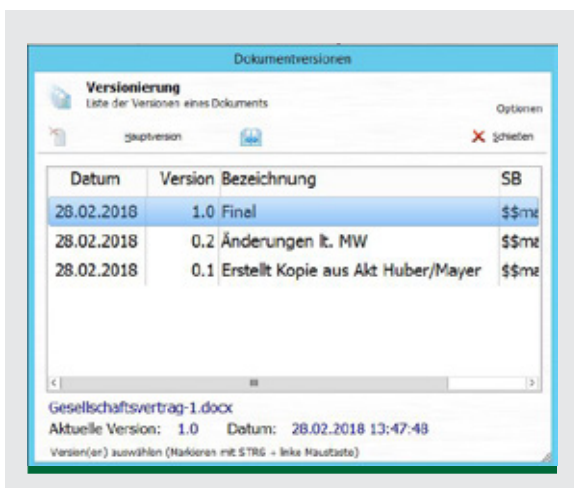 Dokumentversionen
Versionierung
Liste der Versionen eines Dokuments
Optionen
Hauptversion
Schließen
Datum Version Bezeichnung SB
28.02.2018 1.0 Final $$ma
28.02.2018 0.2 Änderungen lt. MW $$ma
28.02.2018 0.1 Erstellt Kopie aus Akt Huber/Mayer $$ma
Gesellschaftsvertrag-1.docx
Aktuelle Version: 1.0 Datum: 28.02.2018 13:47:48
Version(en) auswählen (Markieren mit STRG + linke Maustaste)